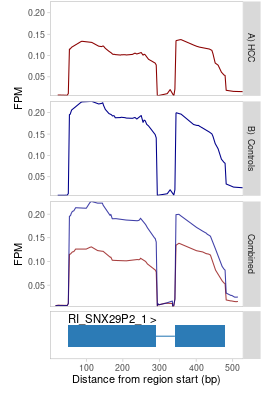 0.20
0.15
0.10
0.05
A) HCC
FPM
0.20
0.15
0.10
0.05
B) Controls
0.20
0.15
0.10
0.05
Combined
FPM
RI_SNX29P2_1 >
100 200 300 400 500
Distance from region start (bp)